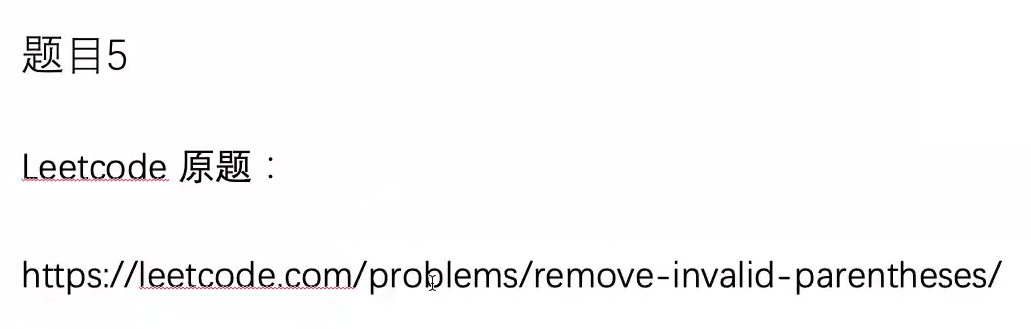 题目5
Leetcode 原题：
https://leetcode.com/problems/remove-invalid-parentheses/